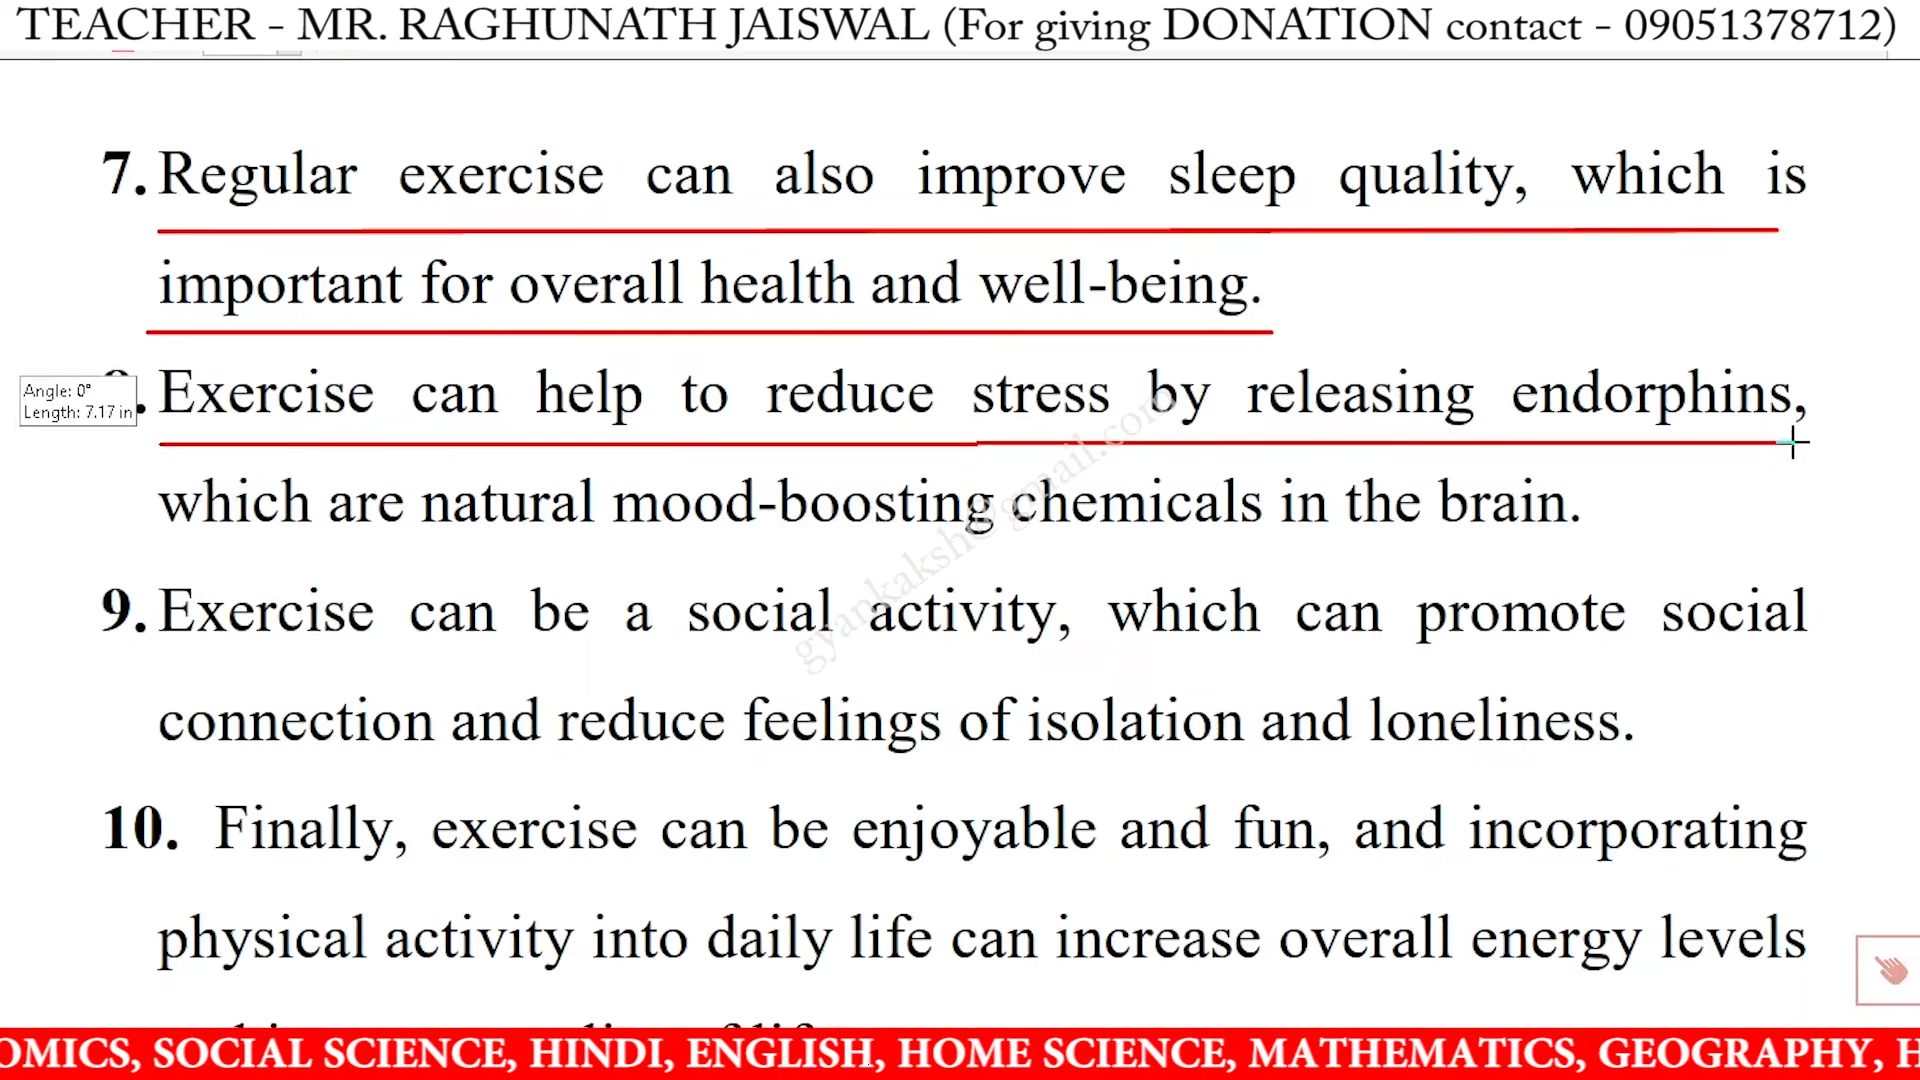 TEACHER - MR. RAGHUNATH JAISWAL (For giving DONATION contact - 09051378712)
7. Regular exercise can also improve sleep quality, which is
important for overall health and well-being.
Angle: 0°
Length: 7.17 in
. Exercise can help to reduce stress by releasing endorphins,
which are natural mood-boosting chemicals in the brain.
gyankaksh@gmail.com
9. Exercise can be a social activity, which can promote social
connection and reduce feelings of isolation and loneliness.
10. Finally, exercise can be enjoyable and fun, and incorporating
physical activity into daily life can increase overall energy levels
OMICS, SOCIAL SCIENCE, HINDI, ENGLISH, HOME SCIENCE, MATHEMATICS, GEOGRAPHY, H